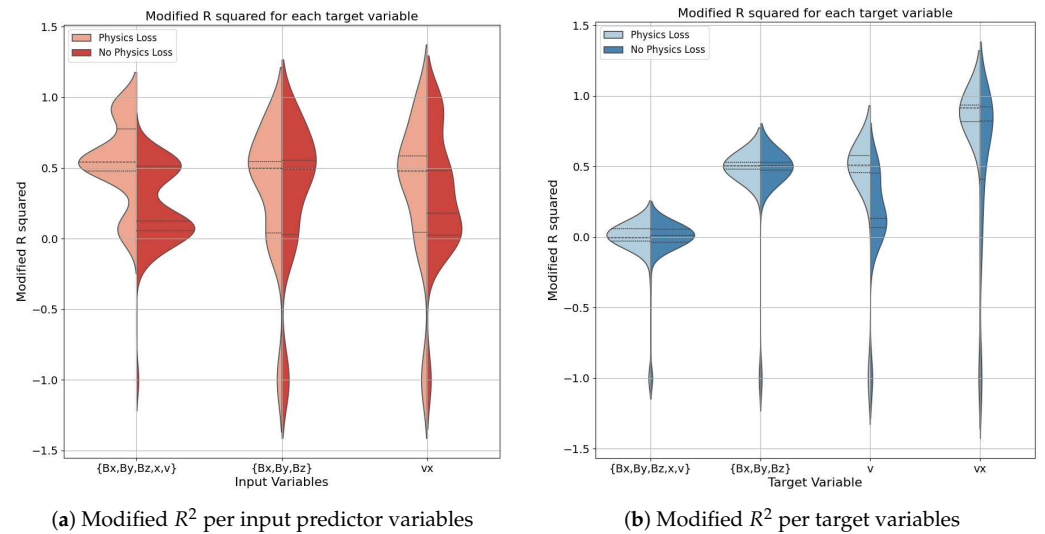 Modified R squared for each target variable
Physics Loss
No Physics Loss
Modified R squared
1.5
1.0
0.5
0.0
−0.5
−1.0
−1.5
{Bx,By,Bz,x,v} {Bx,By,Bz} vx
Input Variables
(a) Modified R² per input predictor variables
Modified R squared for each target variable
Physics Loss
No Physics Loss
Modified R squared
1.5
1.0
0.5
0.0
−0.5
−1.0
−1.5
{Bx,By,Bz,x,v} {Bx,By,Bz} v vx
Target Variable
(b) Modified R² per target variables